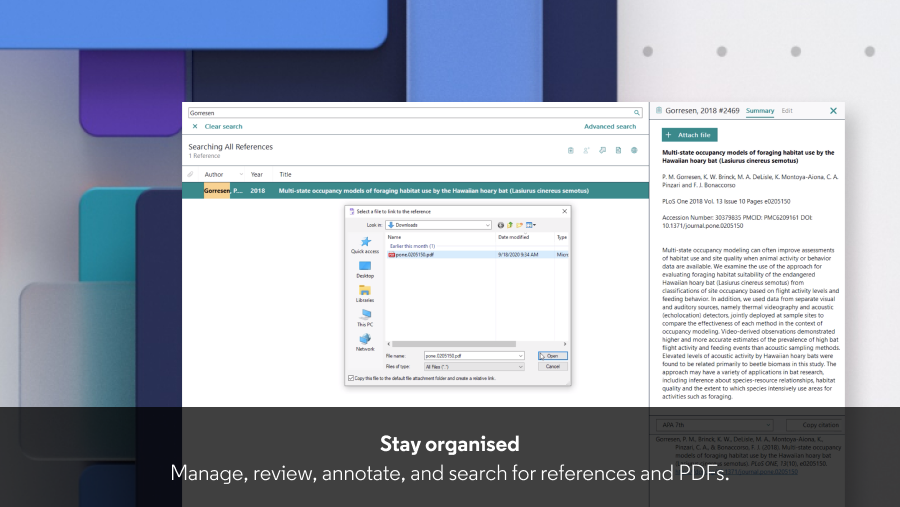 Gorresen
✕ Clear search
Advanced search
Searching All References
1 Reference
Author
Year
Title
Gorresen P... 2018 Multi-state occupancy models of foraging habitat use by the Hawaiian hoary bat (Lasiurus cinereus semotus)
Select a file to link to the reference
Look in:
Downloads
Name
Date modified
Type
Earlier this month (1)
pone.0205150.pdf
9/18/2020 9:34 AM
Micro
Quick access
Desktop
Libraries
This PC
Network
File name:
pone.0205150.pdf
Open
Files of type:
All Files (*.*)
Cancel
Copy this file to the default file attachment folder and create a relative link.
Gorresen, 2018 #2469
Summary
Edit
+ Attach file
Multi-state occupancy models of foraging habitat use by the
Hawaiian hoary bat (Lasiurus cinereus semotus)
P. M. Gorresen, K. W. Brinck, M. A. DeLisle, K. Montoya-Aiona, C. A.
Pinzari and F. J. Bonaccorso
PLoS One 2018 Vol. 13 Issue 10 Pages e0205150
Accession Number: 30379835 PMCID: PMC6209161 DOI:
10.1371/journal.pone.0205150
Multi-state occupancy modeling can often improve assessments
of habitat use and site quality when animal activity or behavior
data are available. We examine the use of the approach for
evaluating foraging habitat suitability of the endangered
Hawaiian hoary bat (Lasiurus cinereus semotus) from
classifications of site occupancy based on flight activity levels and
feeding behavior. In addition, we used data from separate visual
and auditory sources, namely thermal videography and acoustic
(echolocation) detectors, jointly deployed at sample sites to
compare the effectiveness of each method in the context of
occupancy modeling. Video-derived observations demonstrated
higher and more accurate estimates of the prevalence of high bat
flight activity and feeding events than acoustic sampling methods.
Elevated levels of acoustic activity by Hawaiian hoary bats were
found to be related primarily to beetle biomass in this study. The
approach may have a variety of applications in bat research,
including inference about species-resource relationships, habitat
quality and the extent to which species intensively use areas for
activities such as foraging.
APA 7th
Copy citation
Gorresen, P. M., Brinck, K. W., DeLisle, M. A., Montoya-Aiona, K.,
Pinzari, C. A., & Bonaccorso, F. J. (2018). Multi-state occupancy
models of foraging habitat use by the Hawaiian hoary bat
semotus). PLoS ONE, 13(10), e0205150.
Stay organised
Manage, review, annotate, and search for references and PDFs.